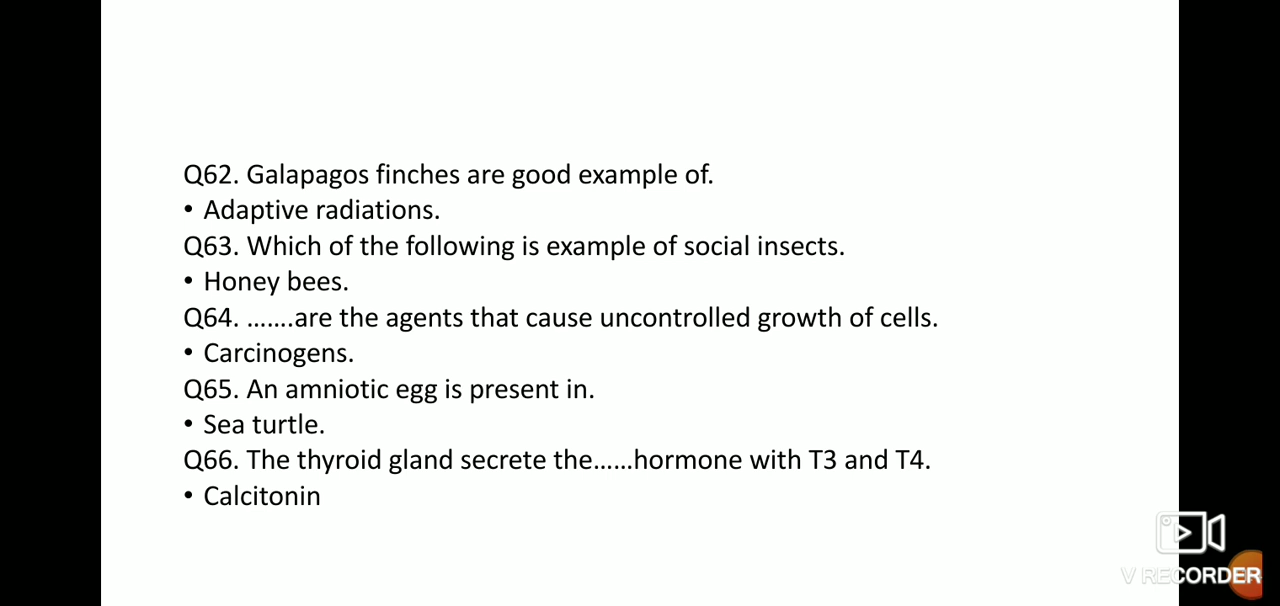 Q62. Galapagos finches are good example of.
• Adaptive radiations.
Q63. Which of the following is example of social insects.
• Honey bees.
Q64. .......are the agents that cause uncontrolled growth of cells.
• Carcinogens.
Q65. An amniotic egg is present in.
• Sea turtle.
Q66. The thyroid gland secrete the......hormone with T3 and T4.
• Calcitonin
V RECORDER